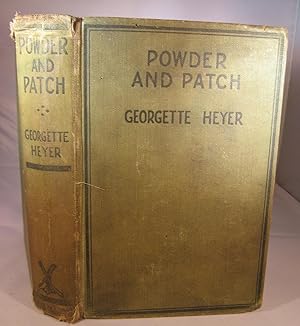 POWDER
AND
PATCH
GEORGETTE
HEYER
POWDER
AND PATCH
GEORGETTE HEYER